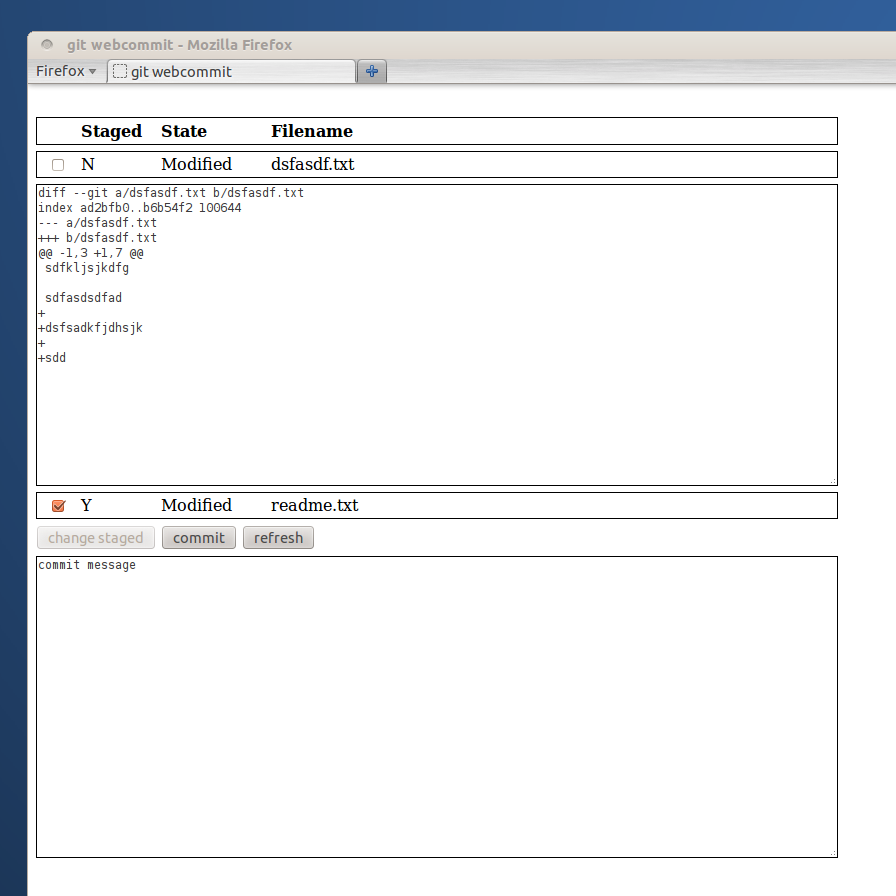 git webcommit - Mozilla Firefox
Firefox
git webcommit
Staged State Filename
N Modified dsfasdf.txt
diff --git a/dsfasdf.txt b/dsfasdf.txt
index ad2bfb0..b6b54f2 100644
--- a/dsfasdf.txt
+++ b/dsfasdf.txt
@@ -1,3 +1,7 @@
 sdfkljsjkdfg
 sdfasdsdfad
+
+dsfsadkfjdhsjk
+
+sdd
Y Modified readme.txt
change staged commit refresh
commit message